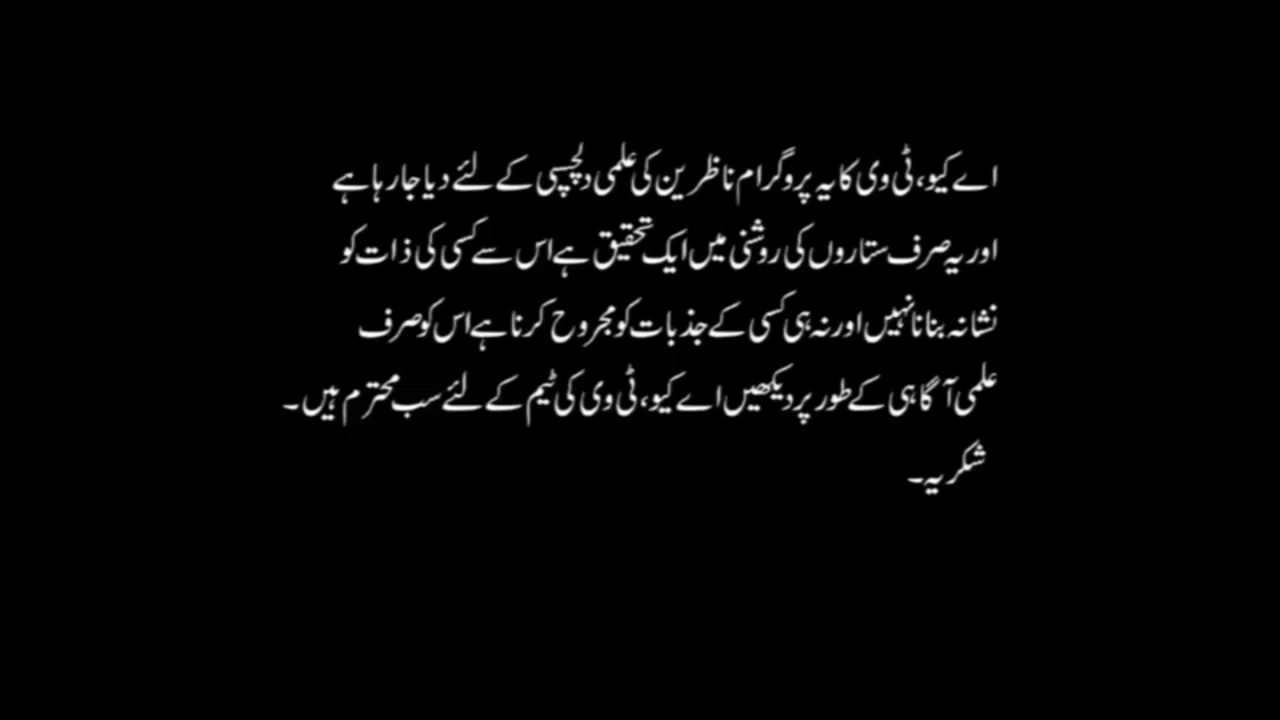 اے کیو، ٹی وی کا یہ پروگرام ناظرین کی علمی دلچسپی کے لئے دیا جا رہا ہے
اور یہ صرف ستاروں کی روشنی میں ایک تحقیق ہے اس سے کسی کی ذات کو
نشانہ بنانا نہیں اور نہ ہی کسی کے جذبات کو مجروح کرنا ہے اس کو صرف
علمی آگاہی کے طور پر دیکھیں اے کیو، ٹی وی کی ٹیم کے لئے سب محترم ہیں۔
شکریہ۔